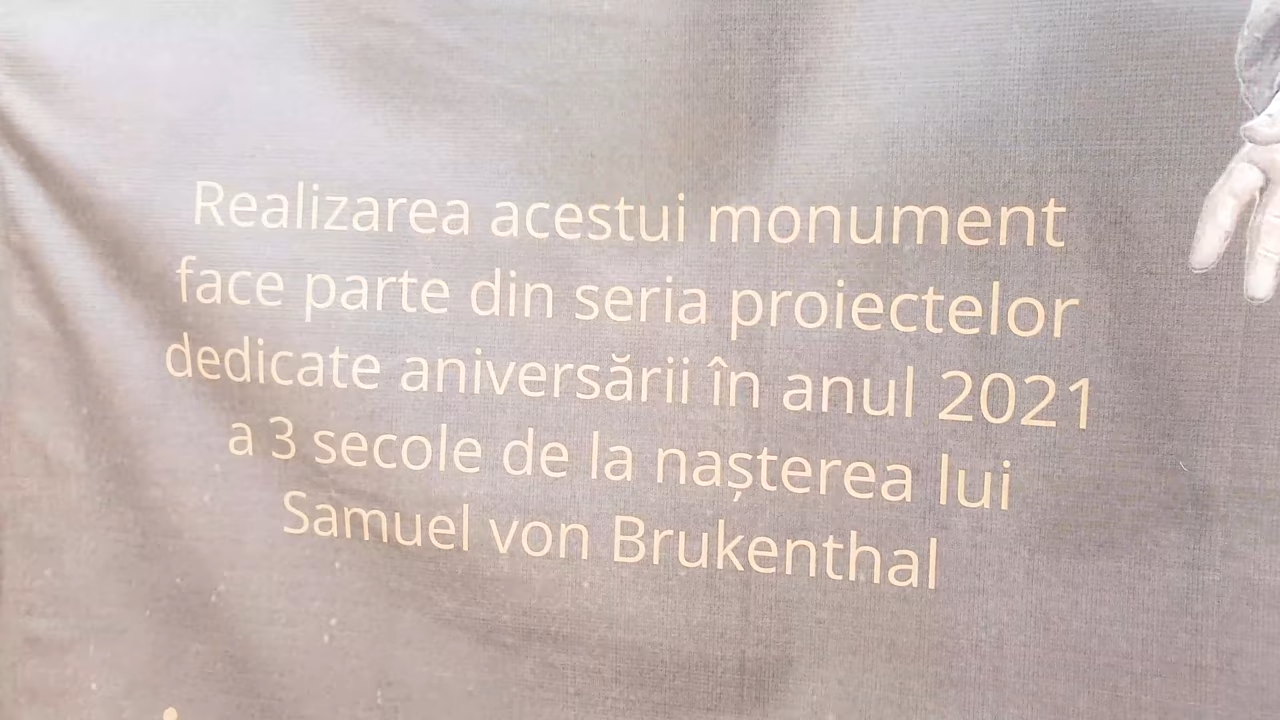 Realizarea acestui monument
face parte din seria proiectelor
dedicate aniversării în anul 2021
a 3 secole de la nașterea lui
Samuel von Brukenthal